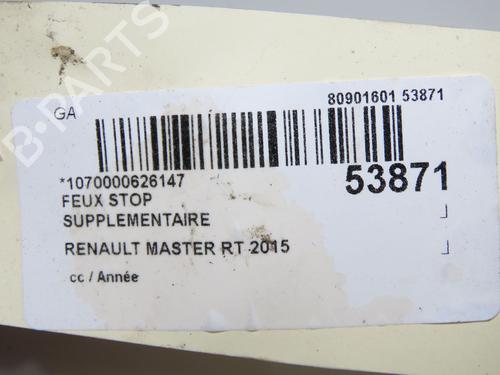 GA
80901601 53871
*1070000626147
53871
FEUX STOP
SUPPLEMENTAIRE
RENAULT MASTER RT 2015
cc / Année
B-PARTS